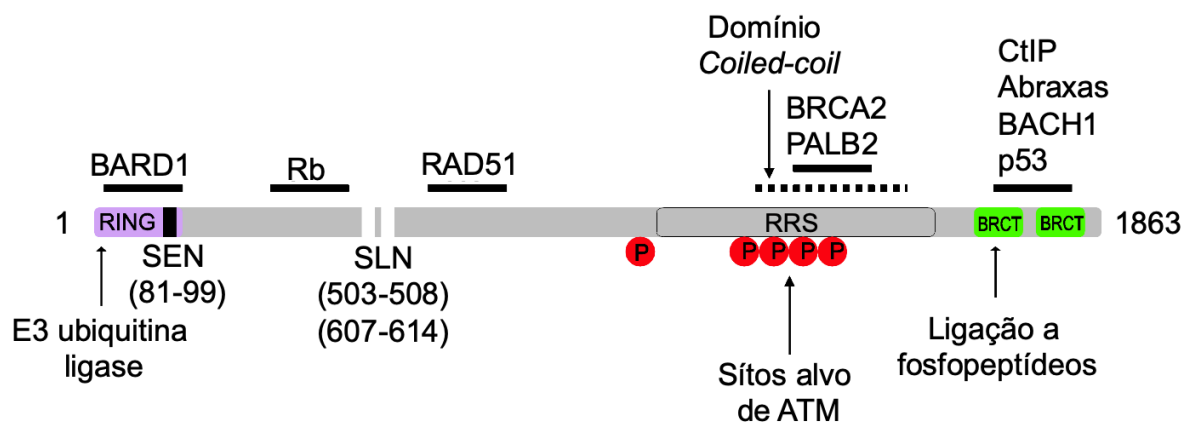 Domínio
Coiled-coil
BRCA2
PALB2
CtIP
Abraxas
BACH1
p53
BARD1
Rb
RAD51
1
RING
RRS
BRCT
BRCT
1863
P
P
P
P
P
SEN
(81-99)
SLN
(503-508)
(607-614)
E3 ubiquitina
ligase
Sítos alvo
de ATM
Ligação a
fosfopeptídeos